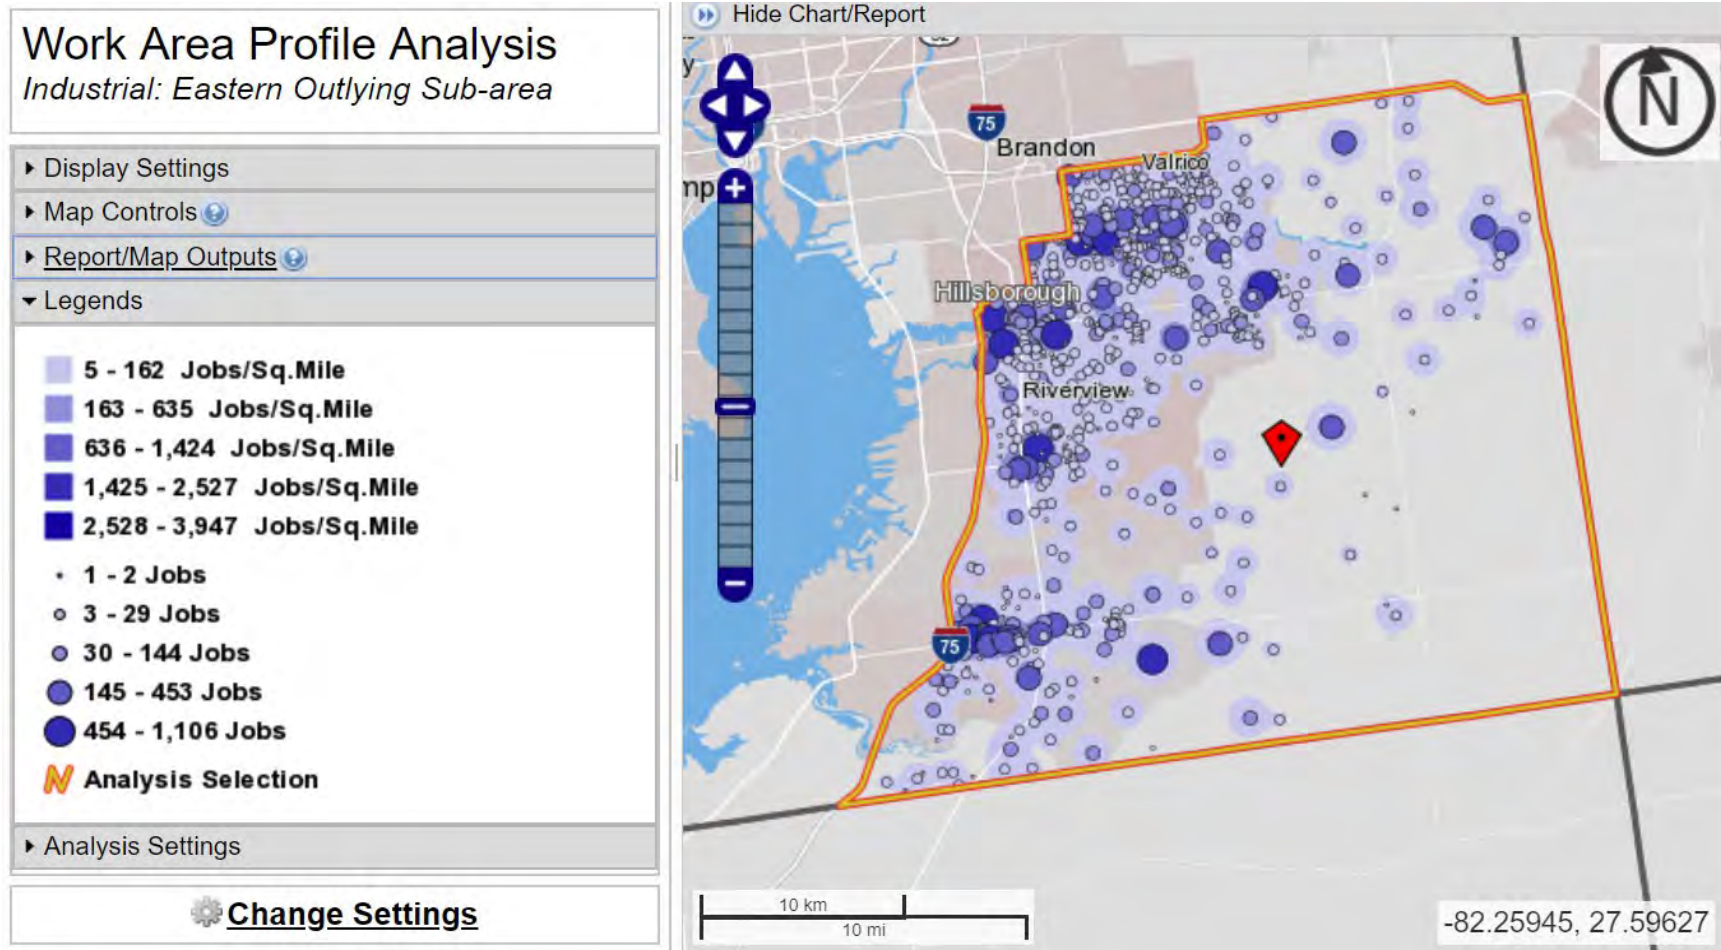 Work Area Profile Analysis
Industrial: Eastern Outlying Sub-area
Display Settings
Map Controls ?
Report/Map Outputs ?
Legends
5 - 162 Jobs/Sq.Mile
163 - 635 Jobs/Sq.Mile
636 - 1,424 Jobs/Sq.Mile
1,425 - 2,527 Jobs/Sq.Mile
2,528 - 3,947 Jobs/Sq.Mile
1 - 2 Jobs
3 - 29 Jobs
30 - 144 Jobs
145 - 453 Jobs
454 - 1,106 Jobs
Analysis Selection
Analysis Settings
Change Settings
Hide Chart/Report
N
y
75
Brandon
Valrico
mp
+
Hillsborough
Riverview
75
10 km
10 mi
-82.25945, 27.59627